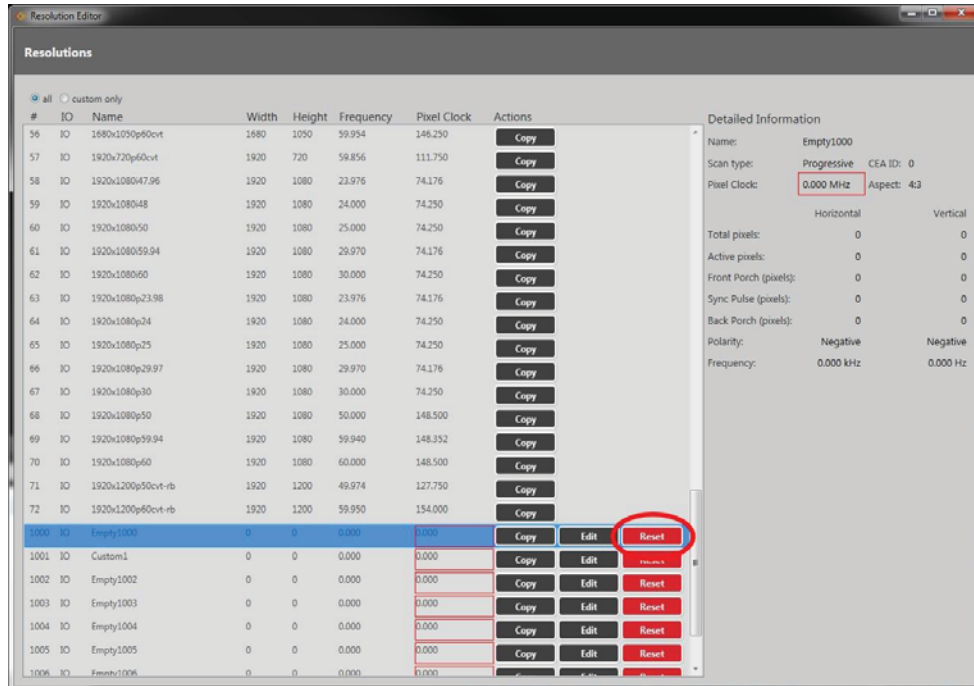 Resolution Editor
Resolutions
all custom only
# IO Name Width Height Frequency Pixel Clock Actions
56 IO 1680x1050p60cvt 1680 1050 59.954 146.250 Copy
57 IO 1920x720p60cvt 1920 720 59.856 111.750 Copy
58 IO 1920x1080i47.96 1920 1080 23.976 74.176 Copy
59 IO 1920x1080i48 1920 1080 24.000 74.250 Copy
60 IO 1920x1080i50 1920 1080 25.000 74.250 Copy
61 IO 1920x1080i59.94 1920 1080 29.970 74.176 Copy
62 IO 1920x1080i60 1920 1080 30.000 74.250 Copy
63 IO 1920x1080p23.98 1920 1080 23.976 74.176 Copy
64 IO 1920x1080p24 1920 1080 24.000 74.250 Copy
65 IO 1920x1080p25 1920 1080 25.000 74.250 Copy
66 IO 1920x1080p29.97 1920 1080 29.970 74.176 Copy
67 IO 1920x1080p30 1920 1080 30.000 74.250 Copy
68 IO 1920x1080p50 1920 1080 50.000 148.500 Copy
69 IO 1920x1080p59.94 1920 1080 59.940 148.352 Copy
70 IO 1920x1080p60 1920 1080 60.000 148.500 Copy
71 IO 1920x1200p50cvt-rb 1920 1200 49.974 127.750 Copy
72 IO 1920x1200p60cvt-rb 1920 1200 59.950 154.000 Copy
1000 IO Empty1000 0 0 0.000 0.000 Copy Edit Reset
1001 IO Custom1 0 0 0.000 0.000 Copy Edit
1002 IO Empty1002 0 0 0.000 0.000 Copy Edit Reset
1003 IO Empty1003 0 0 0.000 0.000 Copy Edit Reset
1004 IO Empty1004 0 0 0.000 0.000 Copy Edit Reset
1005 IO Empty1005 0 0 0.000 0.000 Copy Edit Reset
1006 IO Empty1006 0 0 0.000 0.000
Detailed Information
Name: Empty1000
Scan type: Progressive CEA ID: 0
Pixel Clock: 0.000 MHz Aspect: 4:3
Horizontal Vertical
Total pixels: 0 0
Active pixels: 0 0
Front Porch (pixels): 0 0
Sync Pulse (pixels): 0 0
Back Porch (pixels): 0 0
Polarity: Negative Negative
Frequency: 0.000 kHz 0.000 Hz